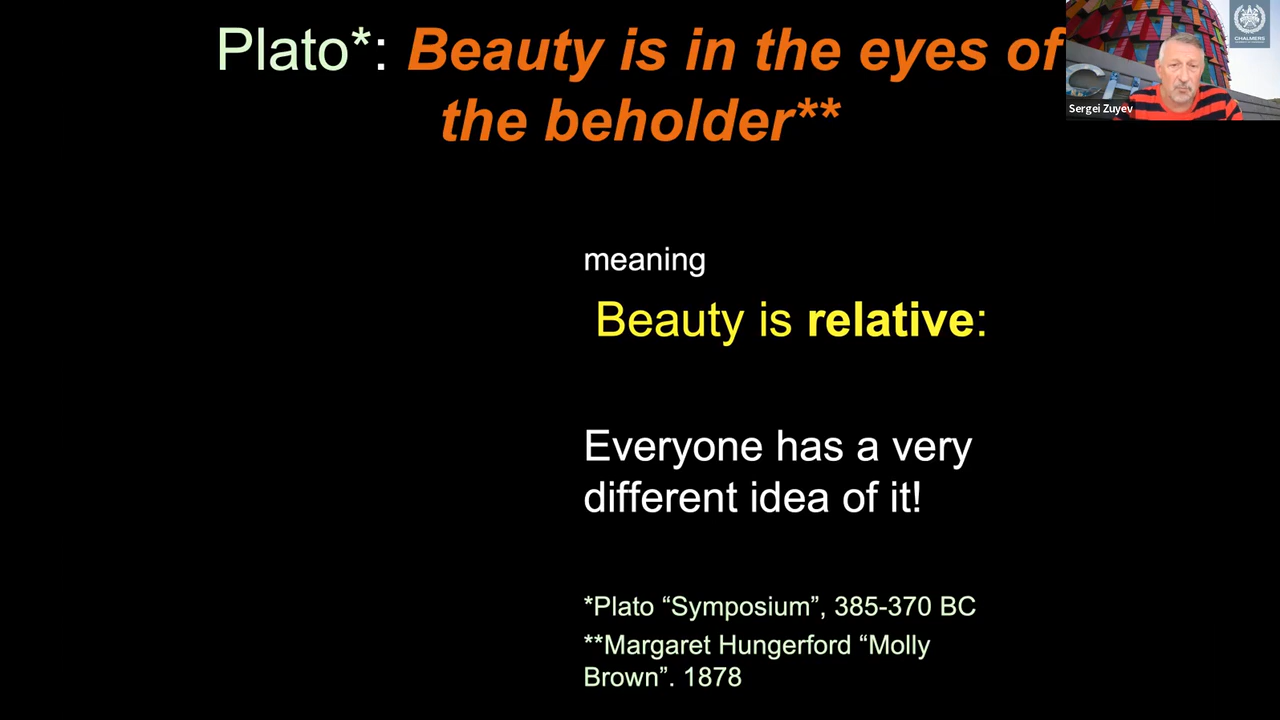 Plato*: Beauty is in the eyes of
the beholder**
CH
CHALMERS
Sergei Zuyev
meaning
Beauty is relative:
Everyone has a very
different idea of it!
*Plato “Symposium”, 385-370 BC
**Margaret Hungerford “Molly
Brown”. 1878